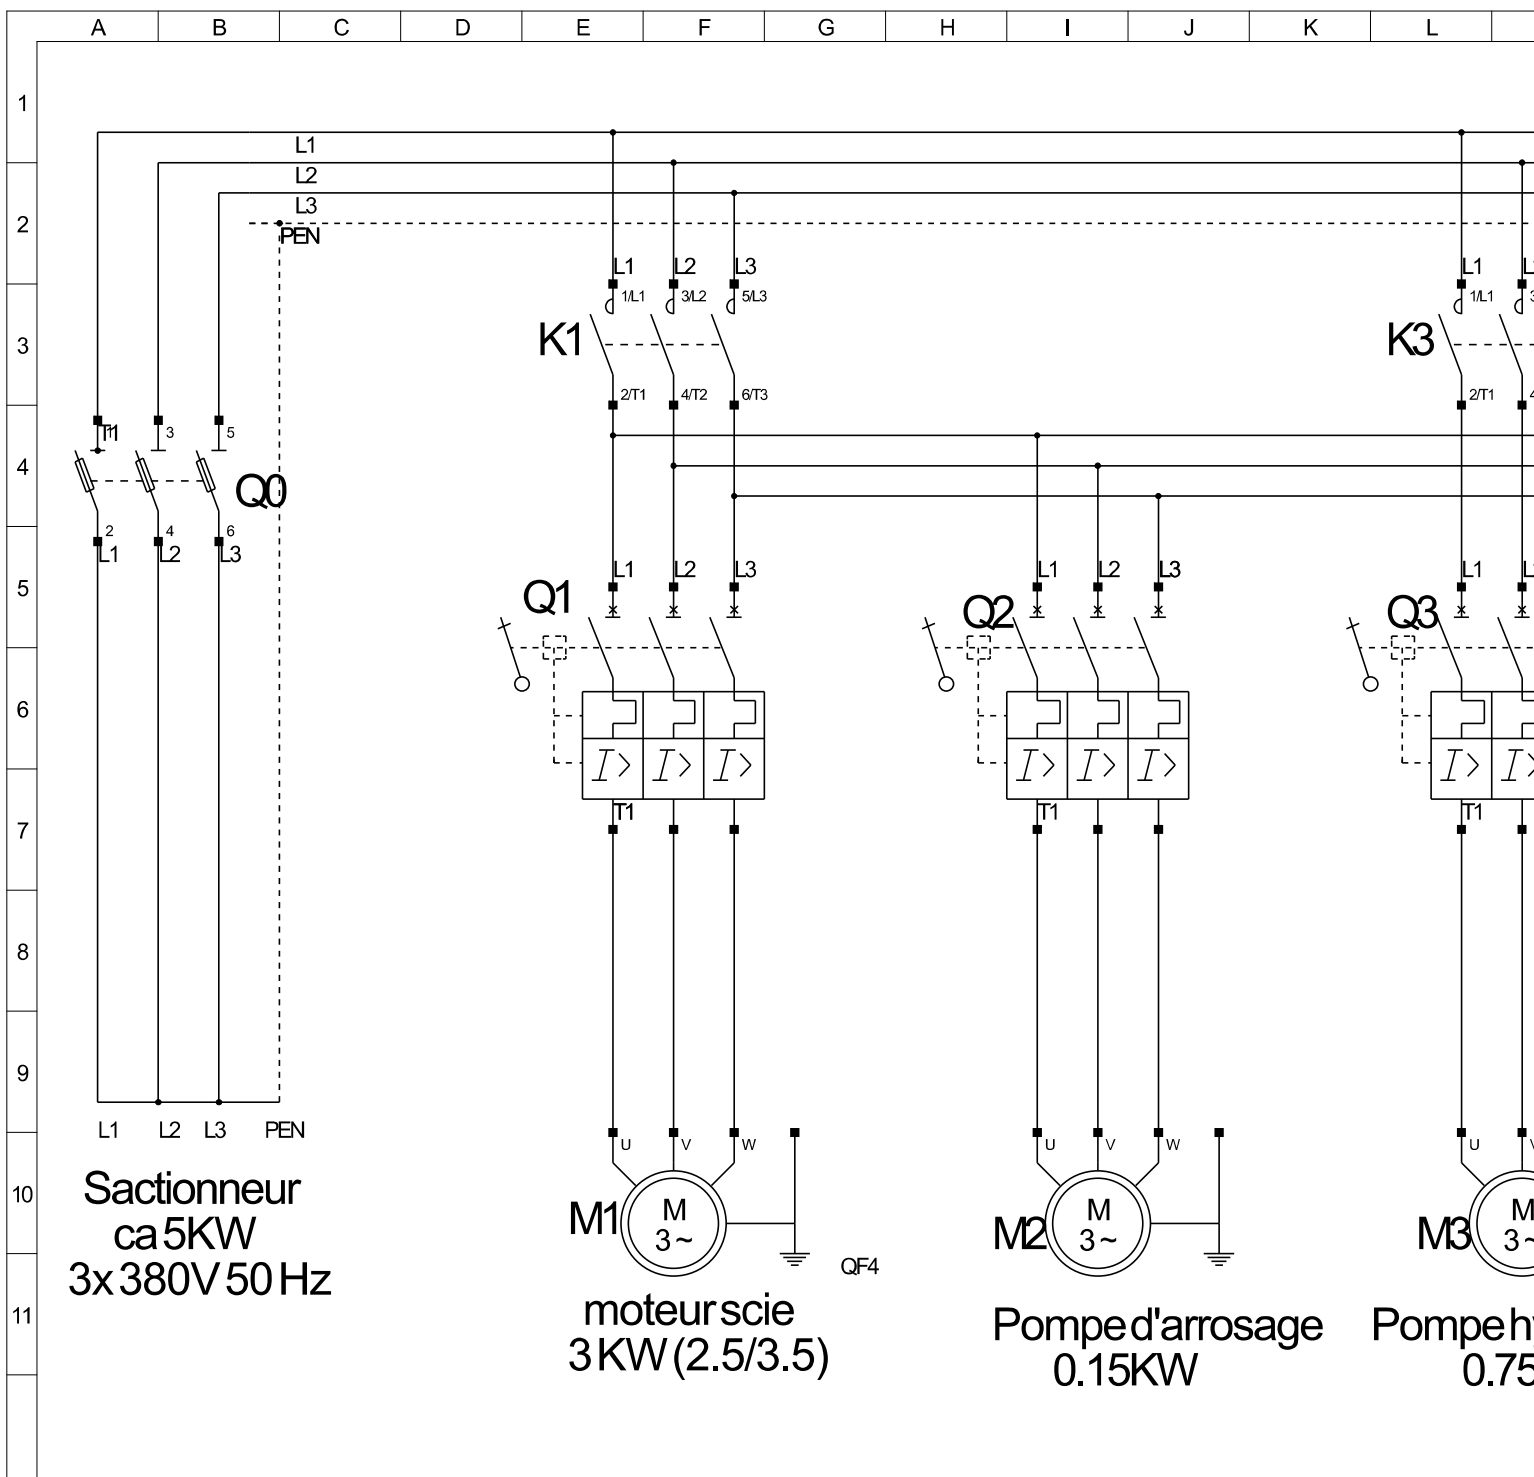 A B C D E F G H I J K L
1
L1
L2
2
L3
PEN
L1 L2 L3 L1
1/L1 3/L2 5/L3 1/L1
K1 K3
3
2/T1 4/T2 6/T3 2/T1
T1 3 5
4
Q0
2 4 6
L1 L2 L3
L1 L2 L3 L1 L2 L3 L1
5
Q1 Q2 Q3
6
I> I> I> I> I> I> I>
T1 T1 T1
7
8
9
L1 L2 L3 PEN
U V W U V W U
10
Sactionneur
ca 5KW
3x 380V 50 Hz
M1 M 3~ M2 M 3~ M3 M
QF4
11
moteur scie
3 KW (2.5/3.5)
Pompe d'arrosage
0.15KW
Pompe hy
0.75